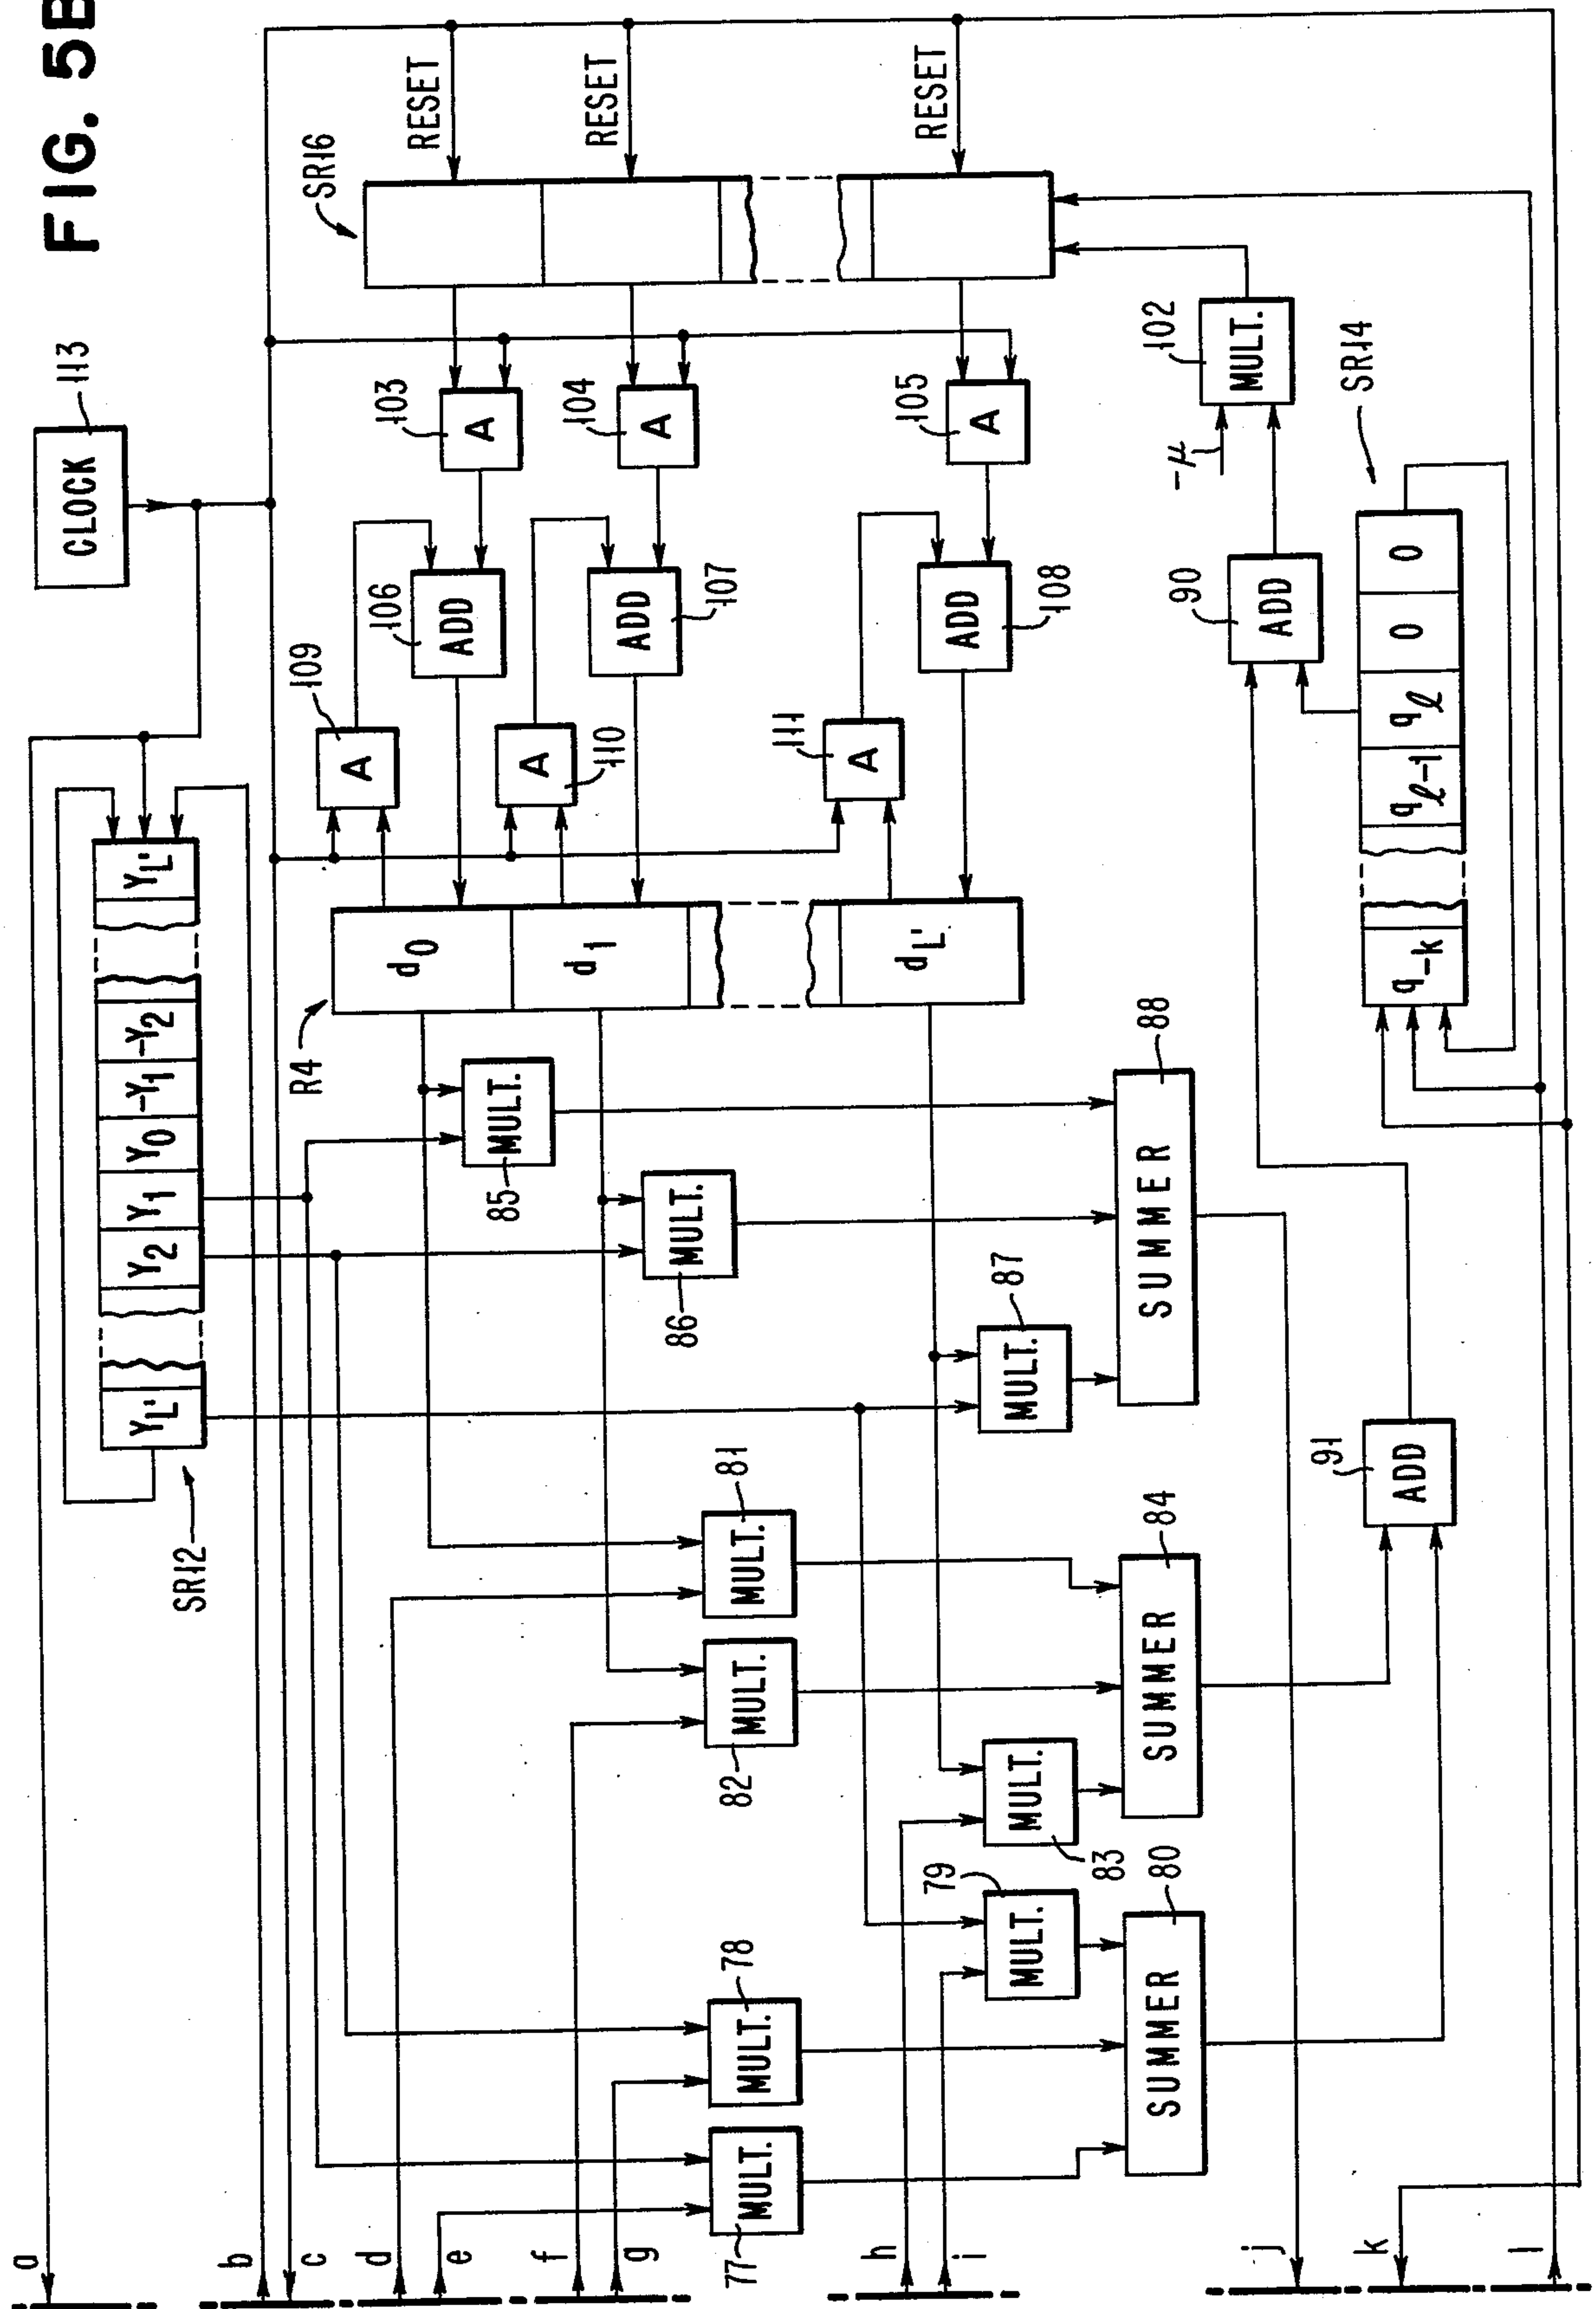 FIG. 5B
CLOCK
113
SR12
Y_L'
Y_2
Y_1
Y_0
-Y_1
-Y_2
Y_L'
RESET
RESET
RESET
SR16
A
103
A
104
A
105
ADD
106
ADD
107
ADD
108
A
109
A
110
A
111
R4
d_0
d_1
d_L'
MULT.
85
MULT.
86
MULT.
87
SUMMER
88
MULT.
81
MULT.
82
MULT.
83
SUMMER
84
MULT.
77
MULT.
78
MULT.
79
SUMMER
80
ADD
91
ADD
90
-μ
MULT.
102
SR14
q_-k
q_ℓ-1
q_ℓ
0
0
a
b
c
d
e
f
g
h
i
j
k
l